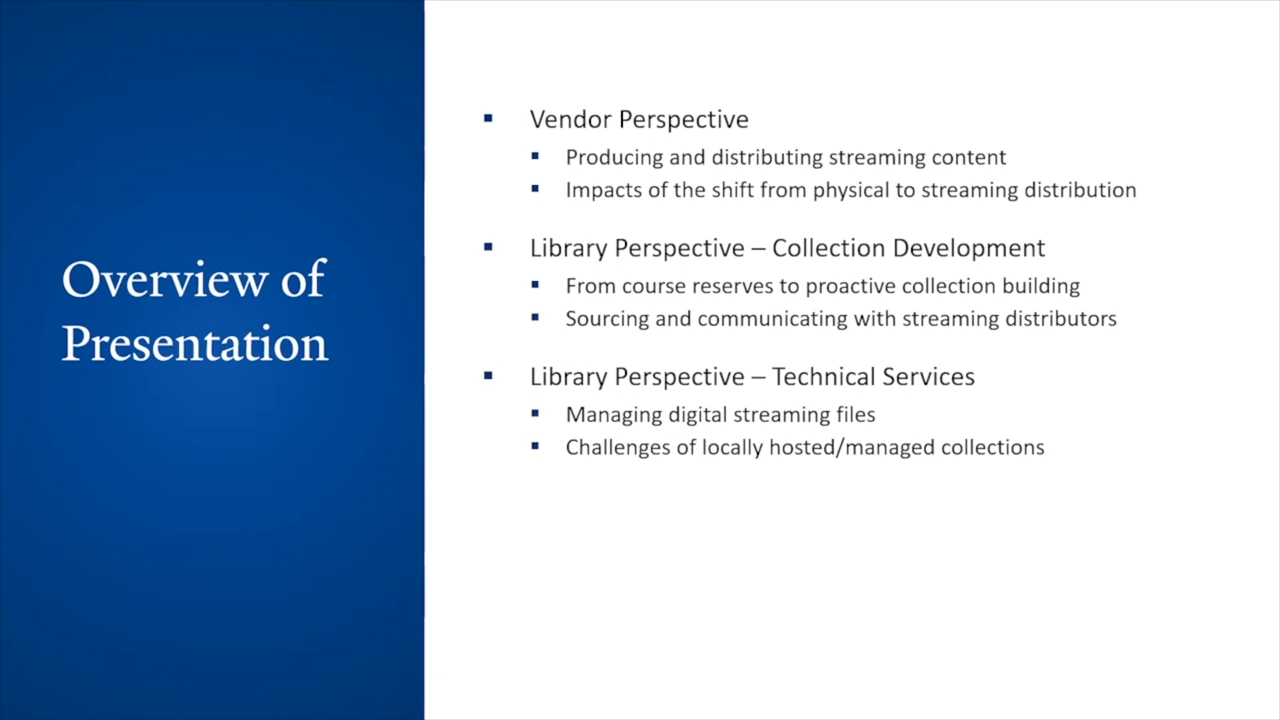 Overview of
Presentation
Vendor Perspective
Producing and distributing streaming content
Impacts of the shift from physical to streaming distribution
Library Perspective – Collection Development
From course reserves to proactive collection building
Sourcing and communicating with streaming distributors
Library Perspective – Technical Services
Managing digital streaming files
Challenges of locally hosted/managed collections